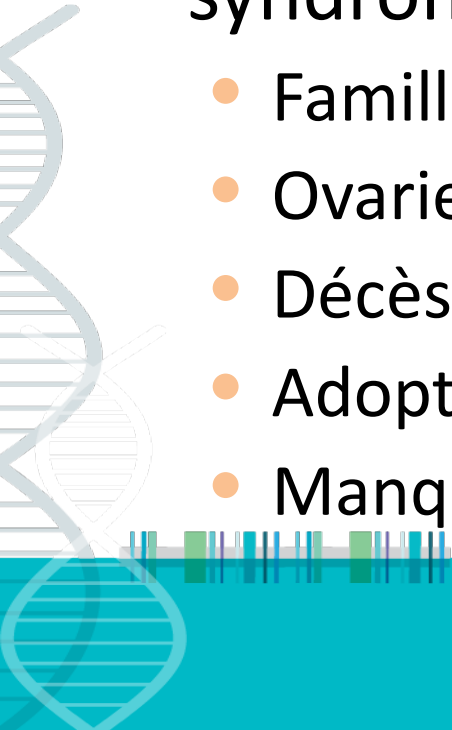 syndrom
• Famill
• Ovarie
• Décès
• Adopt
• Manq